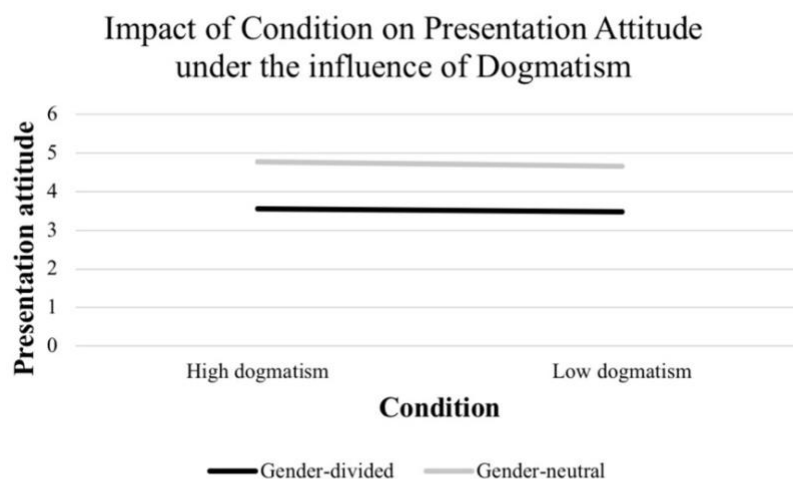 Impact of Condition on Presentation Attitude
under the influence of Dogmatism
Presentation attitude
6
5
4
3
2
1
0
High dogmatism Low dogmatism
Condition
Gender-divided Gender-neutral